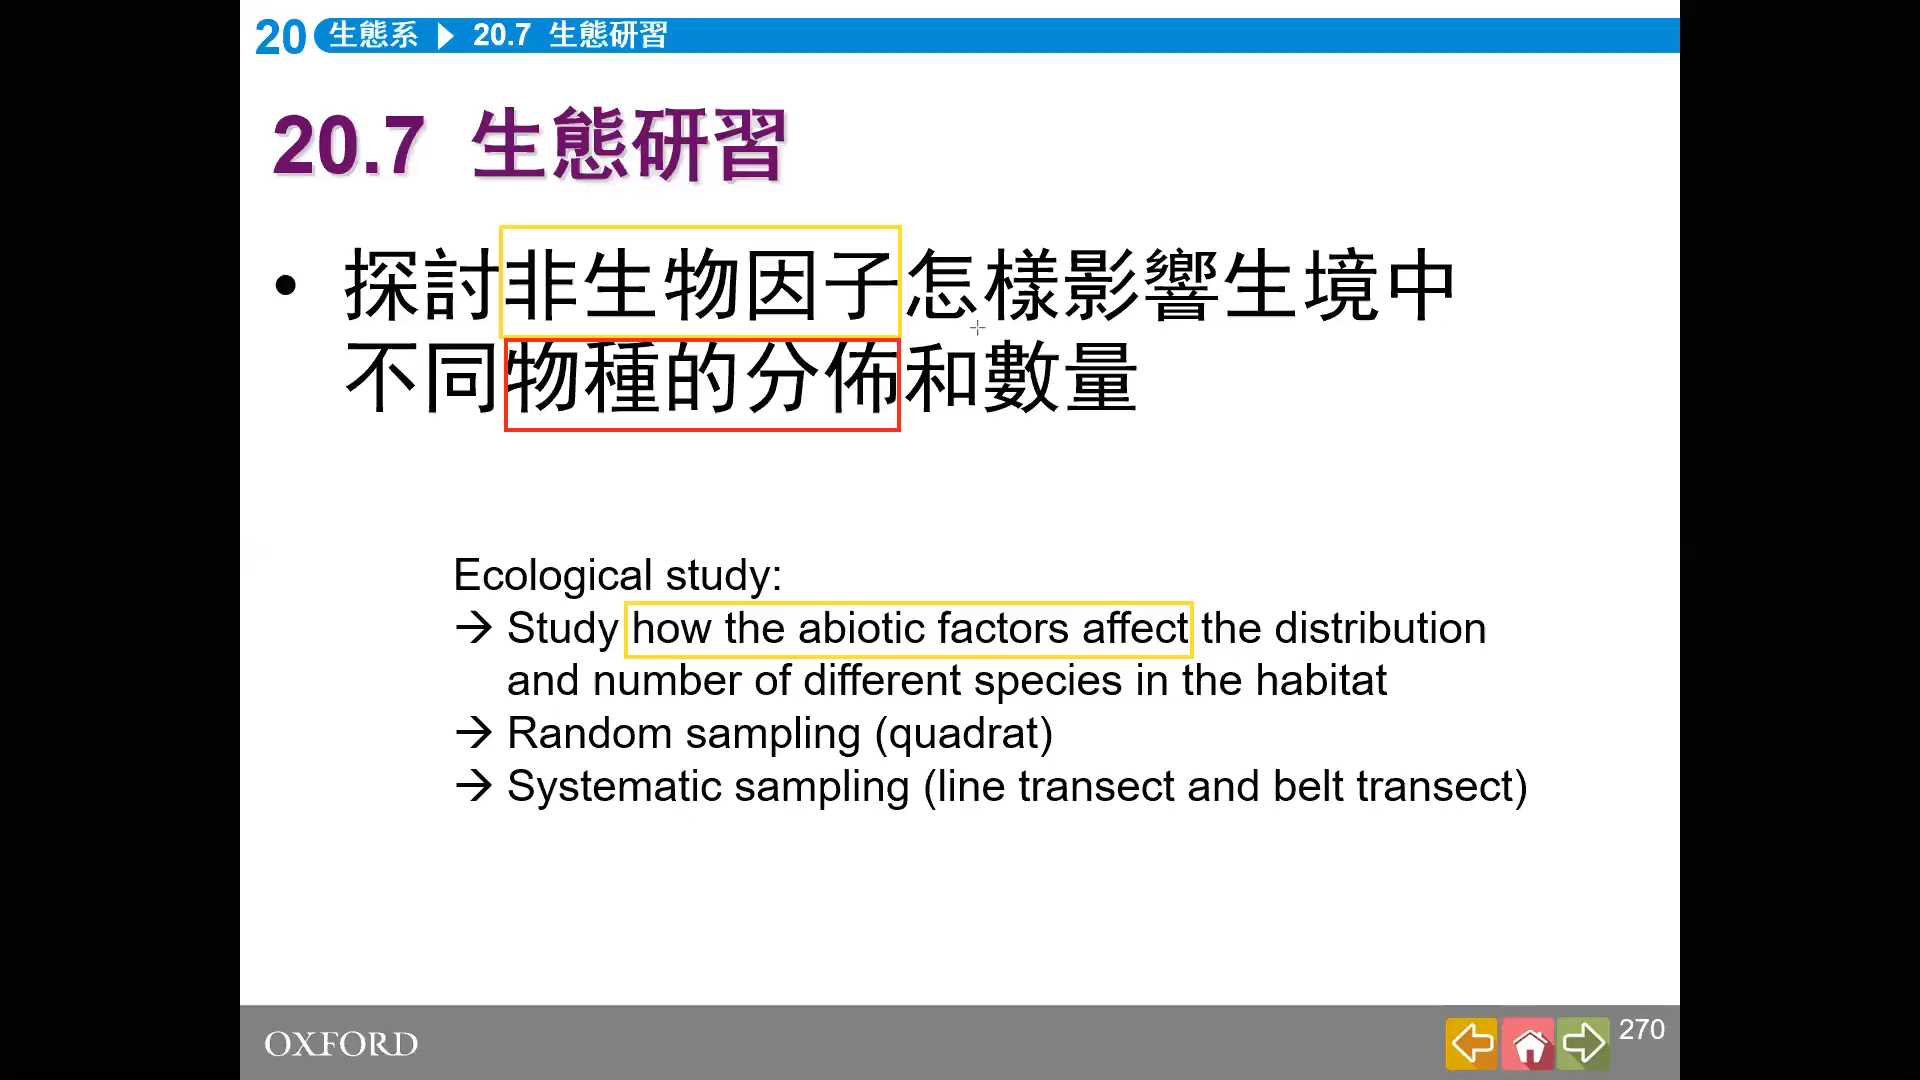 20 生態系 ▶ 20.7 生態研習
20.7 生態研習
• 探討非生物因子怎樣影響生境中
不同物種的分佈和數量
Ecological study:
→ Study how the abiotic factors affect the distribution
and number of different species in the habitat
→ Random sampling (quadrat)
→ Systematic sampling (line transect and belt transect)
OXFORD
270